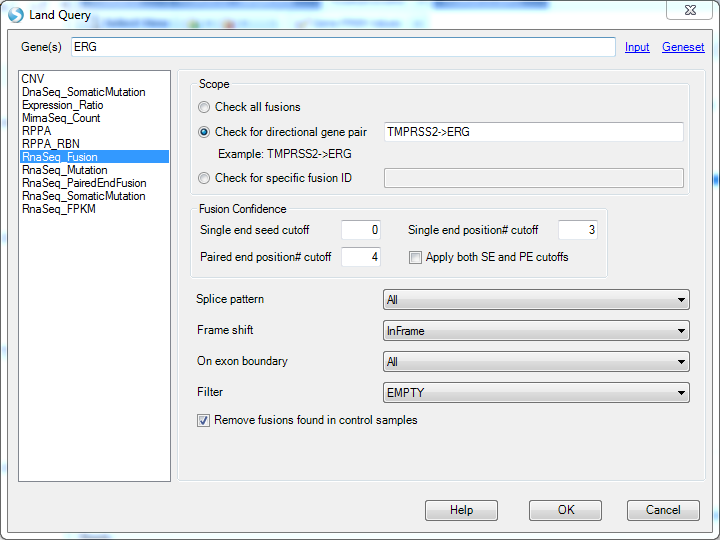 Land Query
Gene(s) ERG Input Geneset
CNV
DnaSeq_SomaticMutation
Expression_Ratio
MirnaSeq_Count
RPPA
RPPA_RBN
RnaSeq_Fusion
RnaSeq_Mutation
RnaSeq_PairedEndFusion
RnaSeq_SomaticMutation
RnaSeq_FPKM
Scope
Check all fusions
Check for directional gene pair TMPRSS2->ERG
Example: TMPRSS2->ERG
Check for specific fusion ID
Fusion Confidence
Single end seed cutoff 0 Single end position# cutoff 3
Paired end position# cutoff 4 Apply both SE and PE cutoffs
Splice pattern All
Frame shift InFrame
On exon boundary All
Filter EMPTY
Remove fusions found in control samples
Help OK Cancel